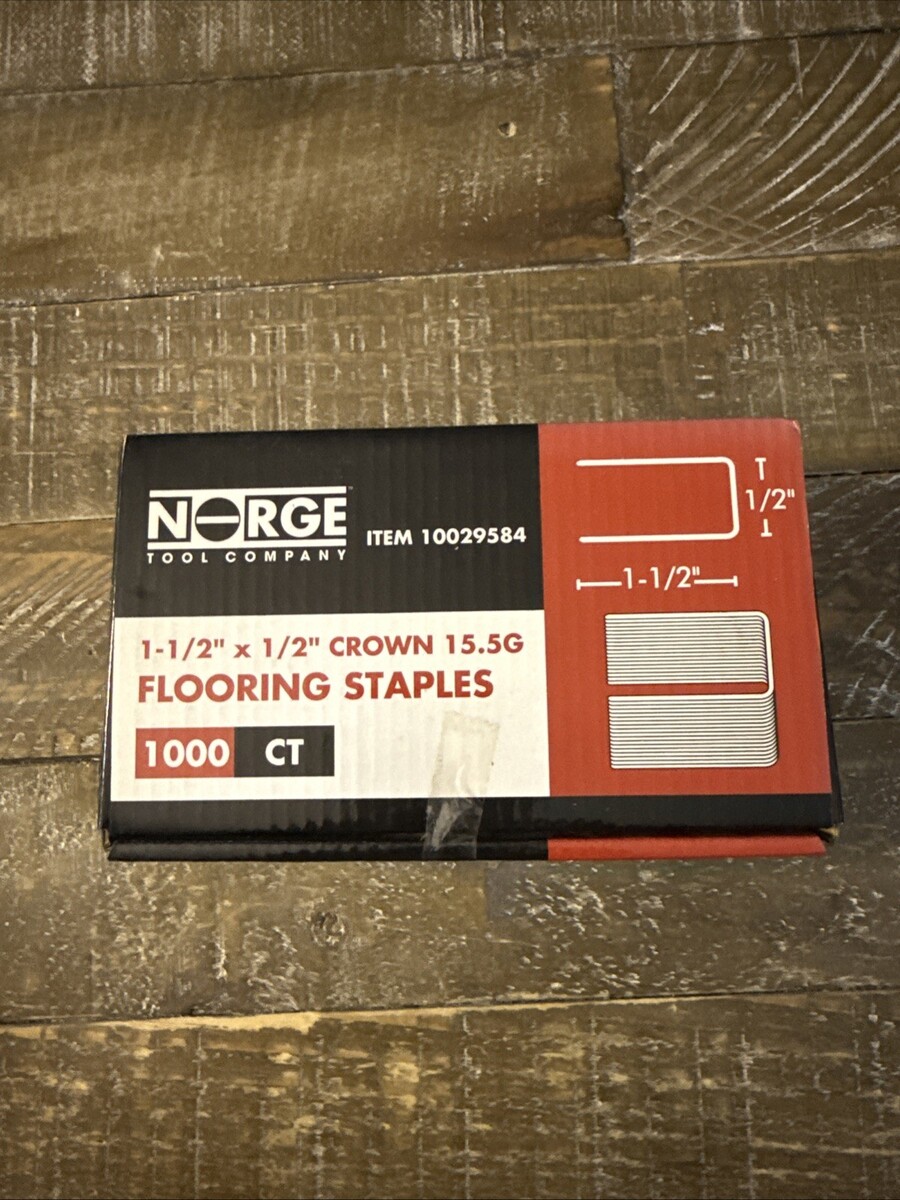 NORGE™
TOOL COMPANY
ITEM 10029584
1-1/2" x 1/2" CROWN 15.5G
FLOORING STAPLES
1000 CT
1/2"
1-1/2"